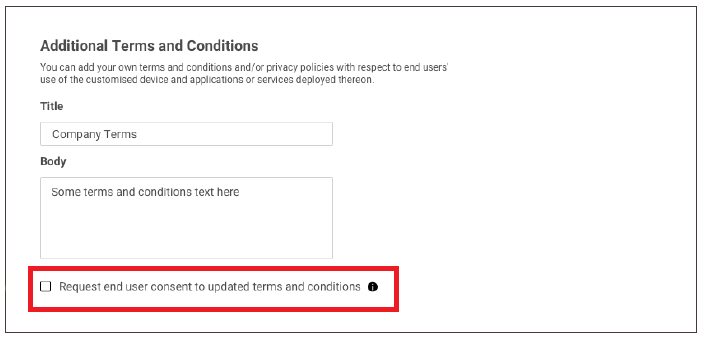 Additional Terms and Conditions
You can add your own terms and conditions and/or privacy policies with respect to end users'
use of the customised device and applications or services deployed thereon.
Title
Company Terms
Body
Some terms and conditions text here
Request end user consent to updated terms and conditions